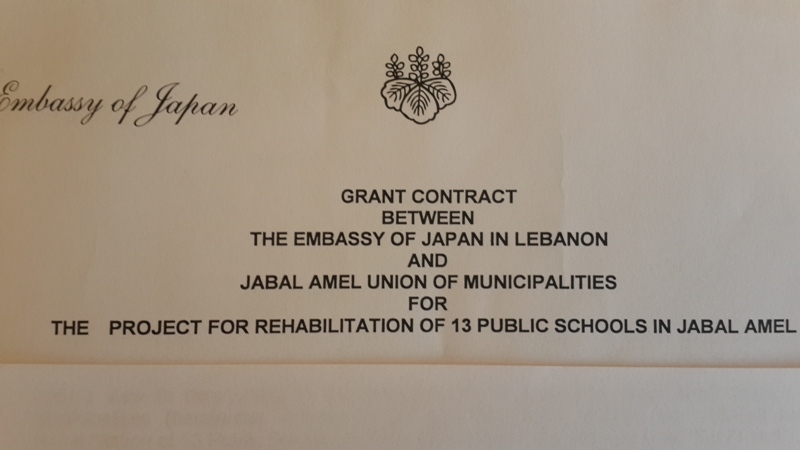 Embassy of Japan
GRANT CONTRACT
BETWEEN
THE EMBASSY OF JAPAN IN LEBANON
AND
JABAL AMEL UNION OF MUNICIPALITIES
FOR
THE PROJECT FOR REHABILITATION OF 13 PUBLIC SCHOOLS IN JABAL AMEL